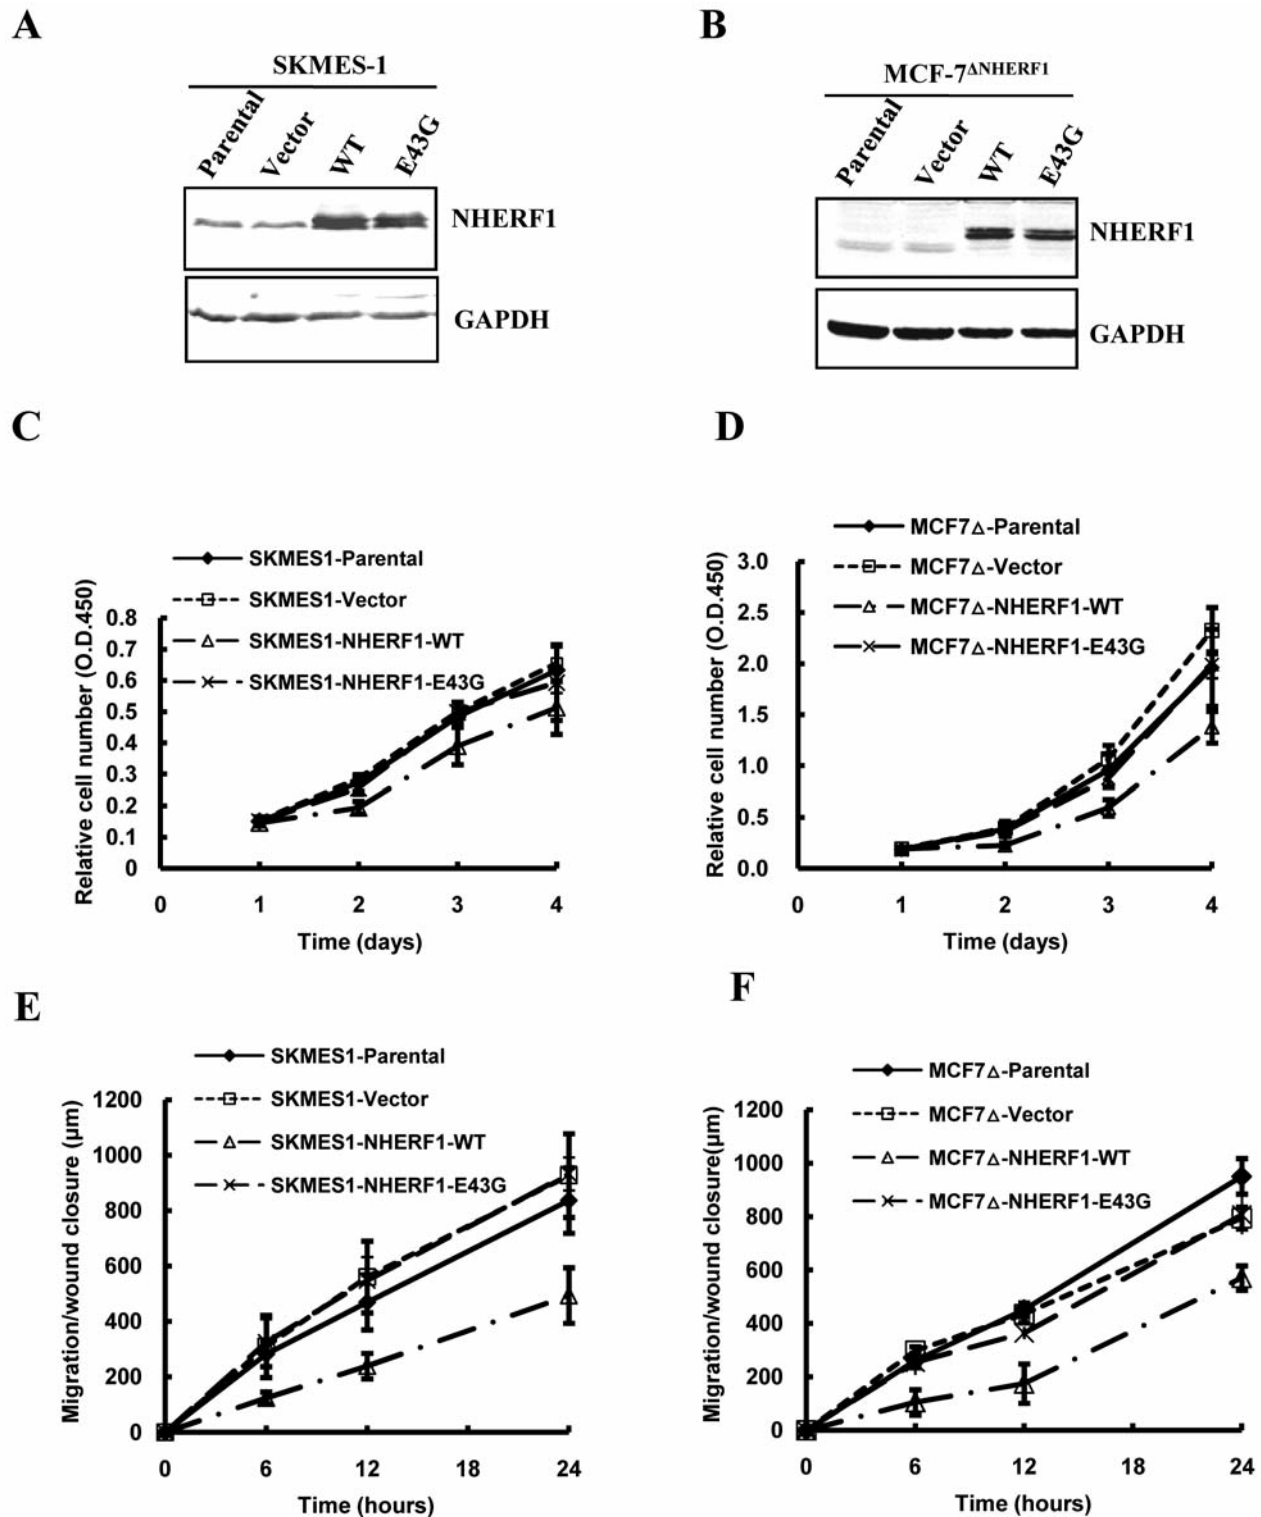 A
SKMES-1
Parental
Vector
WT
E43G
NHERF1
GAPDH
B
MCF-7ΔNHERF1
Parental
Vector
WT
E43G
NHERF1
GAPDH
C
SKMES1-Parental
SKMES1-Vector
SKMES1-NHERF1-WT
SKMES1-NHERF1-E43G
Relative cell number (O.D.450)
0.8
0.7
0.6
0.5
0.4
0.3
0.2
0.1
0
0 1 2 3 4
Time (days)
D
MCF7Δ-Parental
MCF7Δ-Vector
MCF7Δ-NHERF1-WT
MCF7Δ-NHERF1-E43G
Relative cell number (O.D.450)
3.0
2.5
2.0
1.5
1.0
0.5
0.0
0 1 2 3 4
Time (days)
E
SKMES1-Parental
SKMES1-Vector
SKMES1-NHERF1-WT
SKMES1-NHERF1-E43G
Migration/wound closure (µm)
1200
1000
800
600
400
200
0
0 6 12 18 24
Time (hours)
F
MCF7Δ-Parental
MCF7Δ-Vector
MCF7Δ-NHERF1-WT
MCF7Δ-NHERF1-E43G
Migration/wound closure(µm)
1200
1000
800
600
400
200
0
0 6 12 18 24
Time (hours)